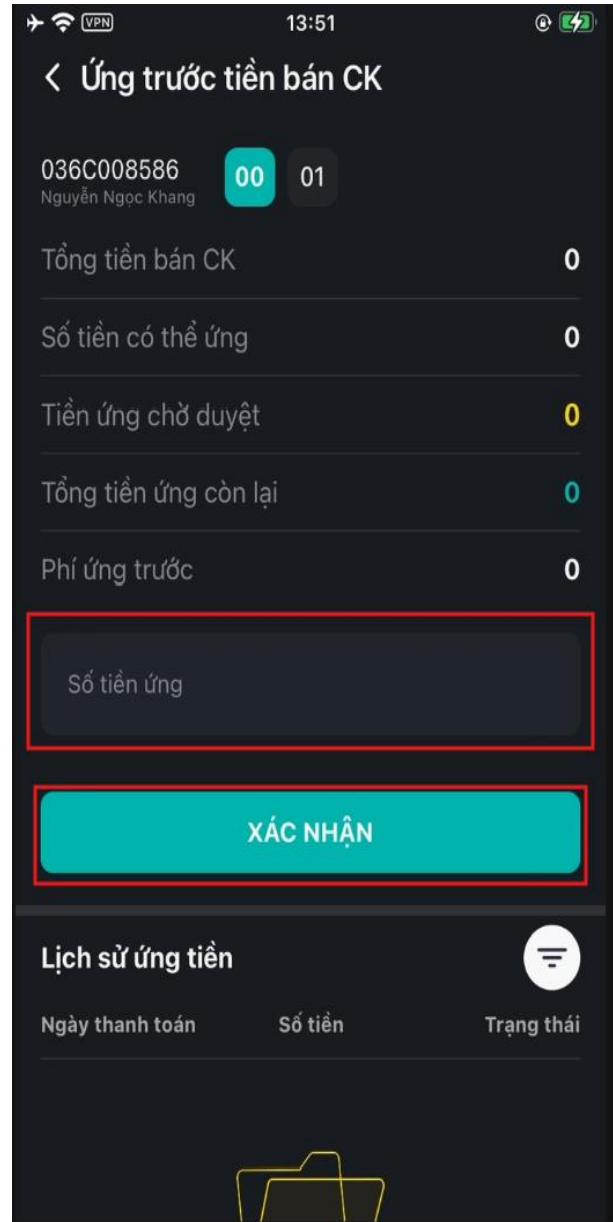 VPN 13:51
Ứng trước tiền bán CK
036C008586 00 01
Nguyễn Ngọc Khang
Tổng tiền bán CK 0
Số tiền có thể ứng 0
Tiền ứng chờ duyệt 0
Tổng tiền ứng còn lại 0
Phí ứng trước 0
Số tiền ứng
XÁC NHẬN
Lịch sử ứng tiền
Ngày thanh toán Số tiền Trạng thái